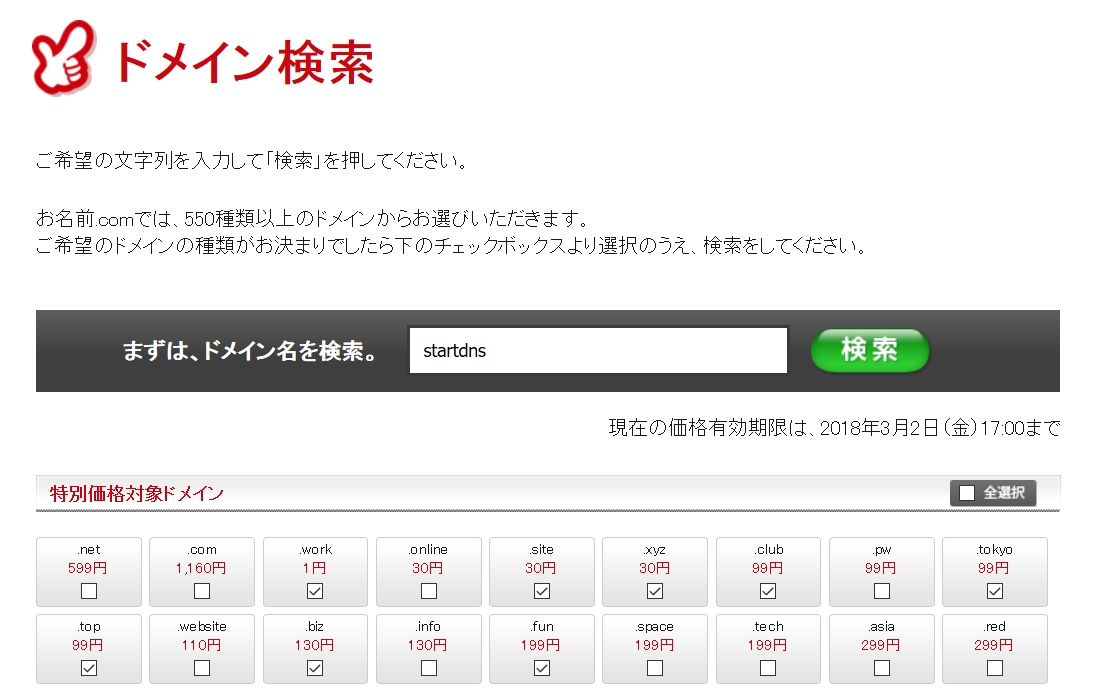 ドメイン検索
ご希望の文字列を入力して「検索」を押してください。
お名前.comでは、550種類以上のドメインからお選びいただきます。
ご希望のドメインの種類がお決まりでしたら下のチェックボックスより選択のうえ、検索をしてください。
まずは、ドメイン名を検索。 startdns 検索
現在の価格有効期限は、2018年3月2日（金）17:00まで
特別価格対象ドメイン 全選択
.net .com .work .online .site .xyz .club .pw .tokyo
599円 1,160円 1円 30円 30円 30円 99円 99円 99円
.top .website .biz .info .fun .space .tech .asia .red
99円 110円 130円 130円 199円 199円 199円 299円 299円